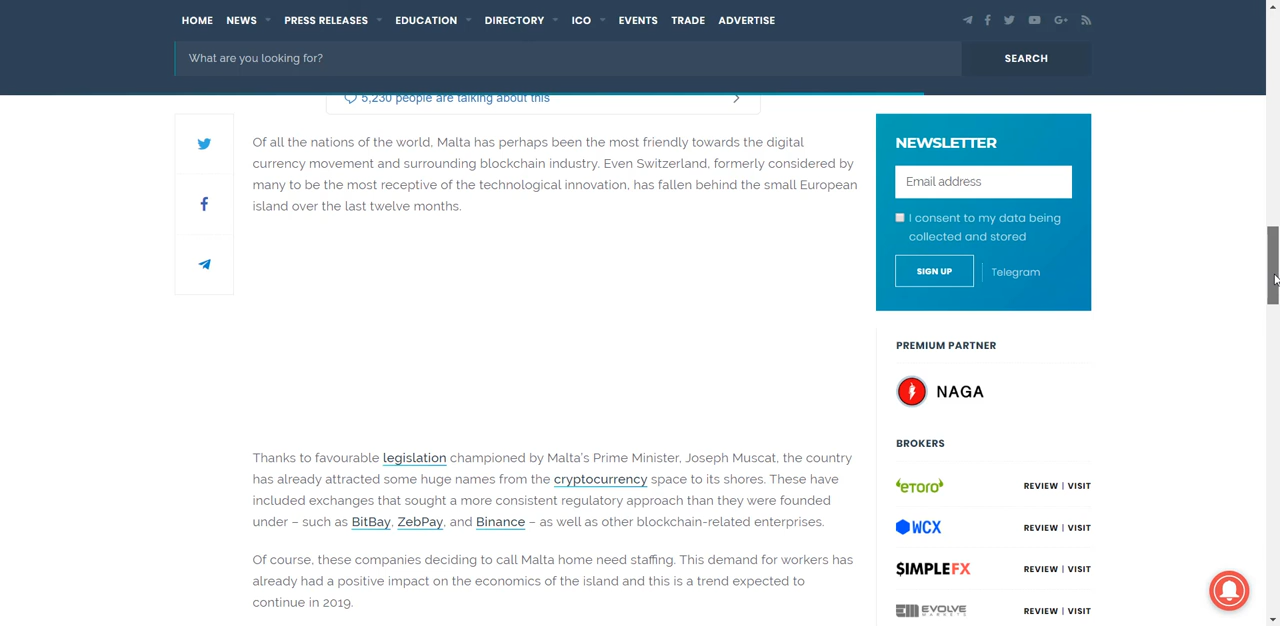 HOME NEWS PRESS RELEASES EDUCATION DIRECTORY ICO EVENTS TRADE ADVERTISE
What are you looking for? SEARCH
5,230 people are talking about this
Of all the nations of the world, Malta has perhaps been the most friendly towards the digital
currency movement and surrounding blockchain industry. Even Switzerland, formerly considered by
many to be the most receptive of the technological innovation, has fallen behind the small European
island over the last twelve months.
Thanks to favourable legislation championed by Malta's Prime Minister, Joseph Muscat, the country
has already attracted some huge names from the cryptocurrency space to its shores. These have
included exchanges that sought a more consistent regulatory approach than they were founded
under – such as BitBay, ZebPay, and Binance – as well as other blockchain-related enterprises.
Of course, these companies deciding to call Malta home need staffing. This demand for workers has
already had a positive impact on the economics of the island and this is a trend expected to
continue in 2019.
NEWSLETTER
Email address
I consent to my data being
collected and stored
SIGN UP Telegram
PREMIUM PARTNER
NAGA
BROKERS
eToro REVIEW | VISIT
WCX REVIEW | VISIT
$IMPLEFX REVIEW | VISIT
EVOLVE MARKETS REVIEW | VISIT